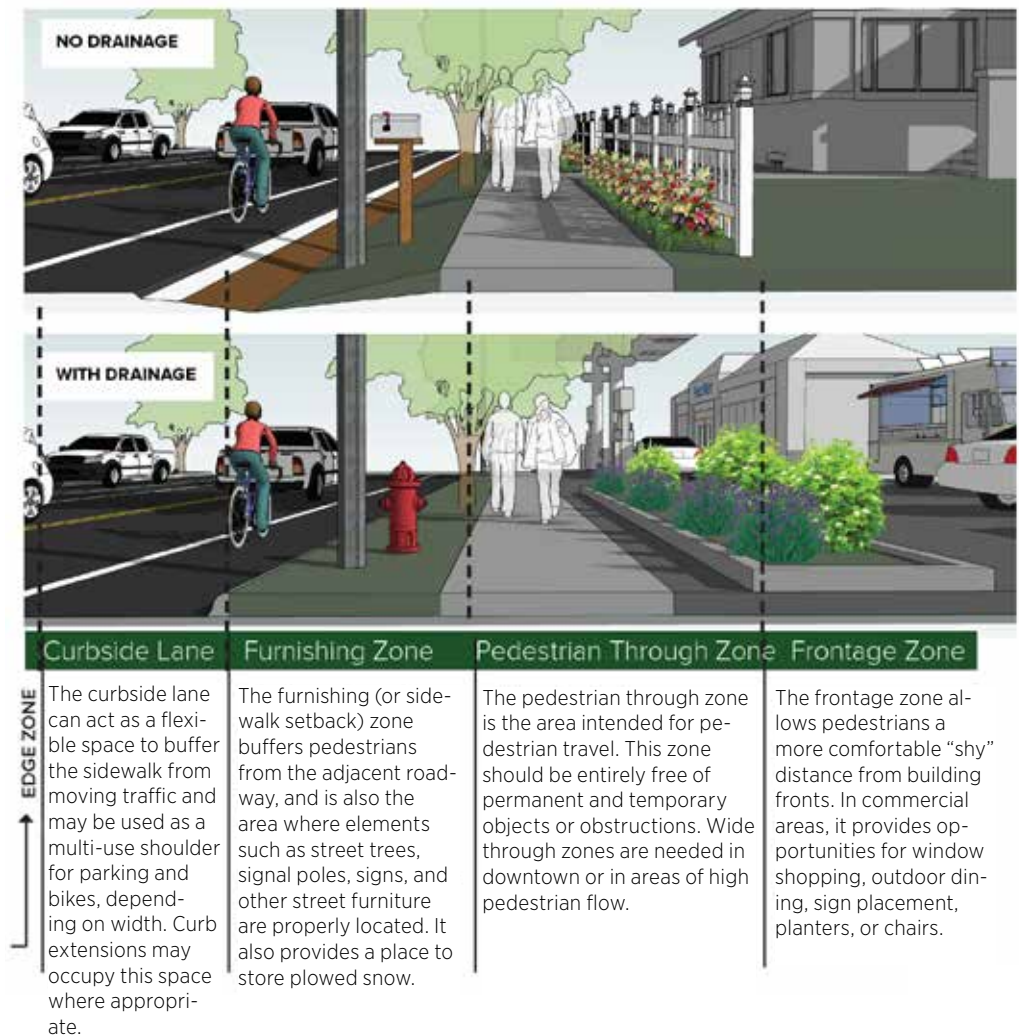 NO DRAINAGE
WITH DRAINAGE
Curbside Lane
Furnishing Zone
Pedestrian Through Zone
Frontage Zone
EDGE ZONE
The curbside lane
can act as a flexi-
ble space to buffer
the sidewalk from
moving traffic and
may be used as a
multi-use shoulder
for parking and
bikes, depend-
ing on width. Curb
extensions may
occupy this space
where appropri-
ate.
The furnishing (or side-
walk setback) zone
buffers pedestrians
from the adjacent road-
way, and is also the
area where elements
such as street trees,
signal poles, signs, and
other street furniture
are properly located. It
also provides a place to
store plowed snow.
The pedestrian through zone
is the area intended for pe-
destrian travel. This zone
should be entirely free of
permanent and temporary
objects or obstructions. Wide
through zones are needed in
downtown or in areas of high
pedestrian flow.
The frontage zone al-
lows pedestrians a
more comfortable “shy”
distance from building
fronts. In commercial
areas, it provides op-
portunities for window
shopping, outdoor din-
ing, sign placement,
planters, or chairs.